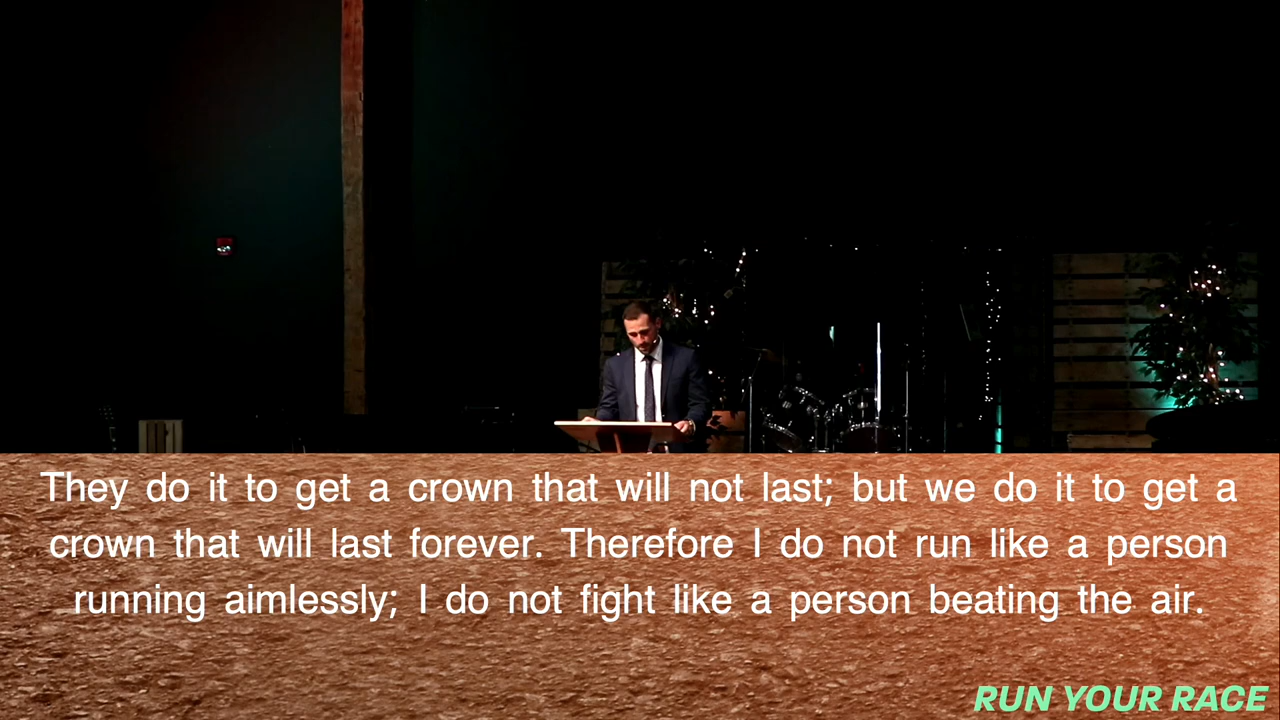 They do it to get a crown that will not last; but we do it to get a
crown that will last forever. Therefore I do not run like a person
running aimlessly; I do not fight like a person beating the air.
RUN YOUR RACE